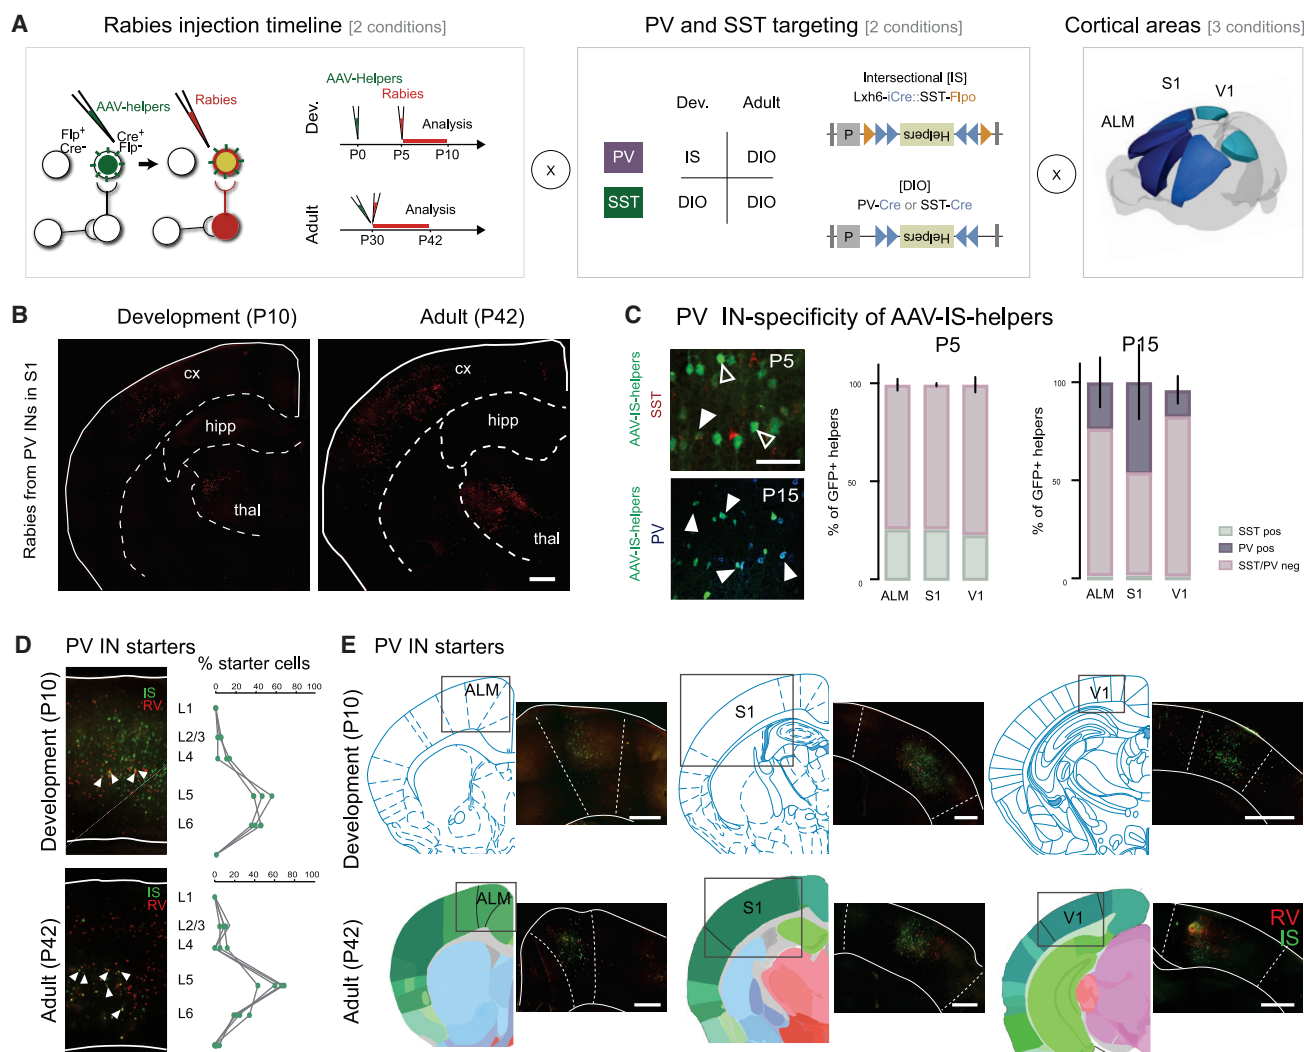 A Rabies injection timeline [2 conditions] PV and SST targeting [2 conditions] Cortical areas [3 conditions]
AAV-helpers Rabies
Flp+ Cre-
Cre+ Flp-
Dev.
AAV-Helpers
Rabies
Analysis
P0 P5 P10
Adult
Analysis
P30 P42
x
Dev. Adult
PV IS DIO
SST DIO DIO
Intersectional [IS]
Lxh6-iCre::SST-Flpo
P Helpers
[DIO]
PV-Cre or SST-Cre
P Helpers
x
S1 V1
ALM
B Development (P10) Adult (P42)
Rabies from PV INs in S1
cx
hipp
thal
cx
hipp
thal
C PV IN-specificity of AAV-IS-helpers
AAV-IS-helpers
SST
P5
AAV-IS-helpers
PV
P15
P5
% of GFP+ helpers
100
50
0
ALM S1 V1
P15
% of GFP+ helpers
100
50
0
ALM S1 V1
SST pos
PV pos
SST/PV neg
D PV IN starters
Development (P10)
IS
RV
% starter cells
0 20 40 60 80 100
L1
L2/3
L4
L5
L6
Adult (P42)
IS
RV
0 20 40 60 80 100
L1
L2/3
L4
L5
L6
E PV IN starters
Development (P10)
ALM
S1
V1
Adult (P42)
ALM
S1
V1
RV
IS